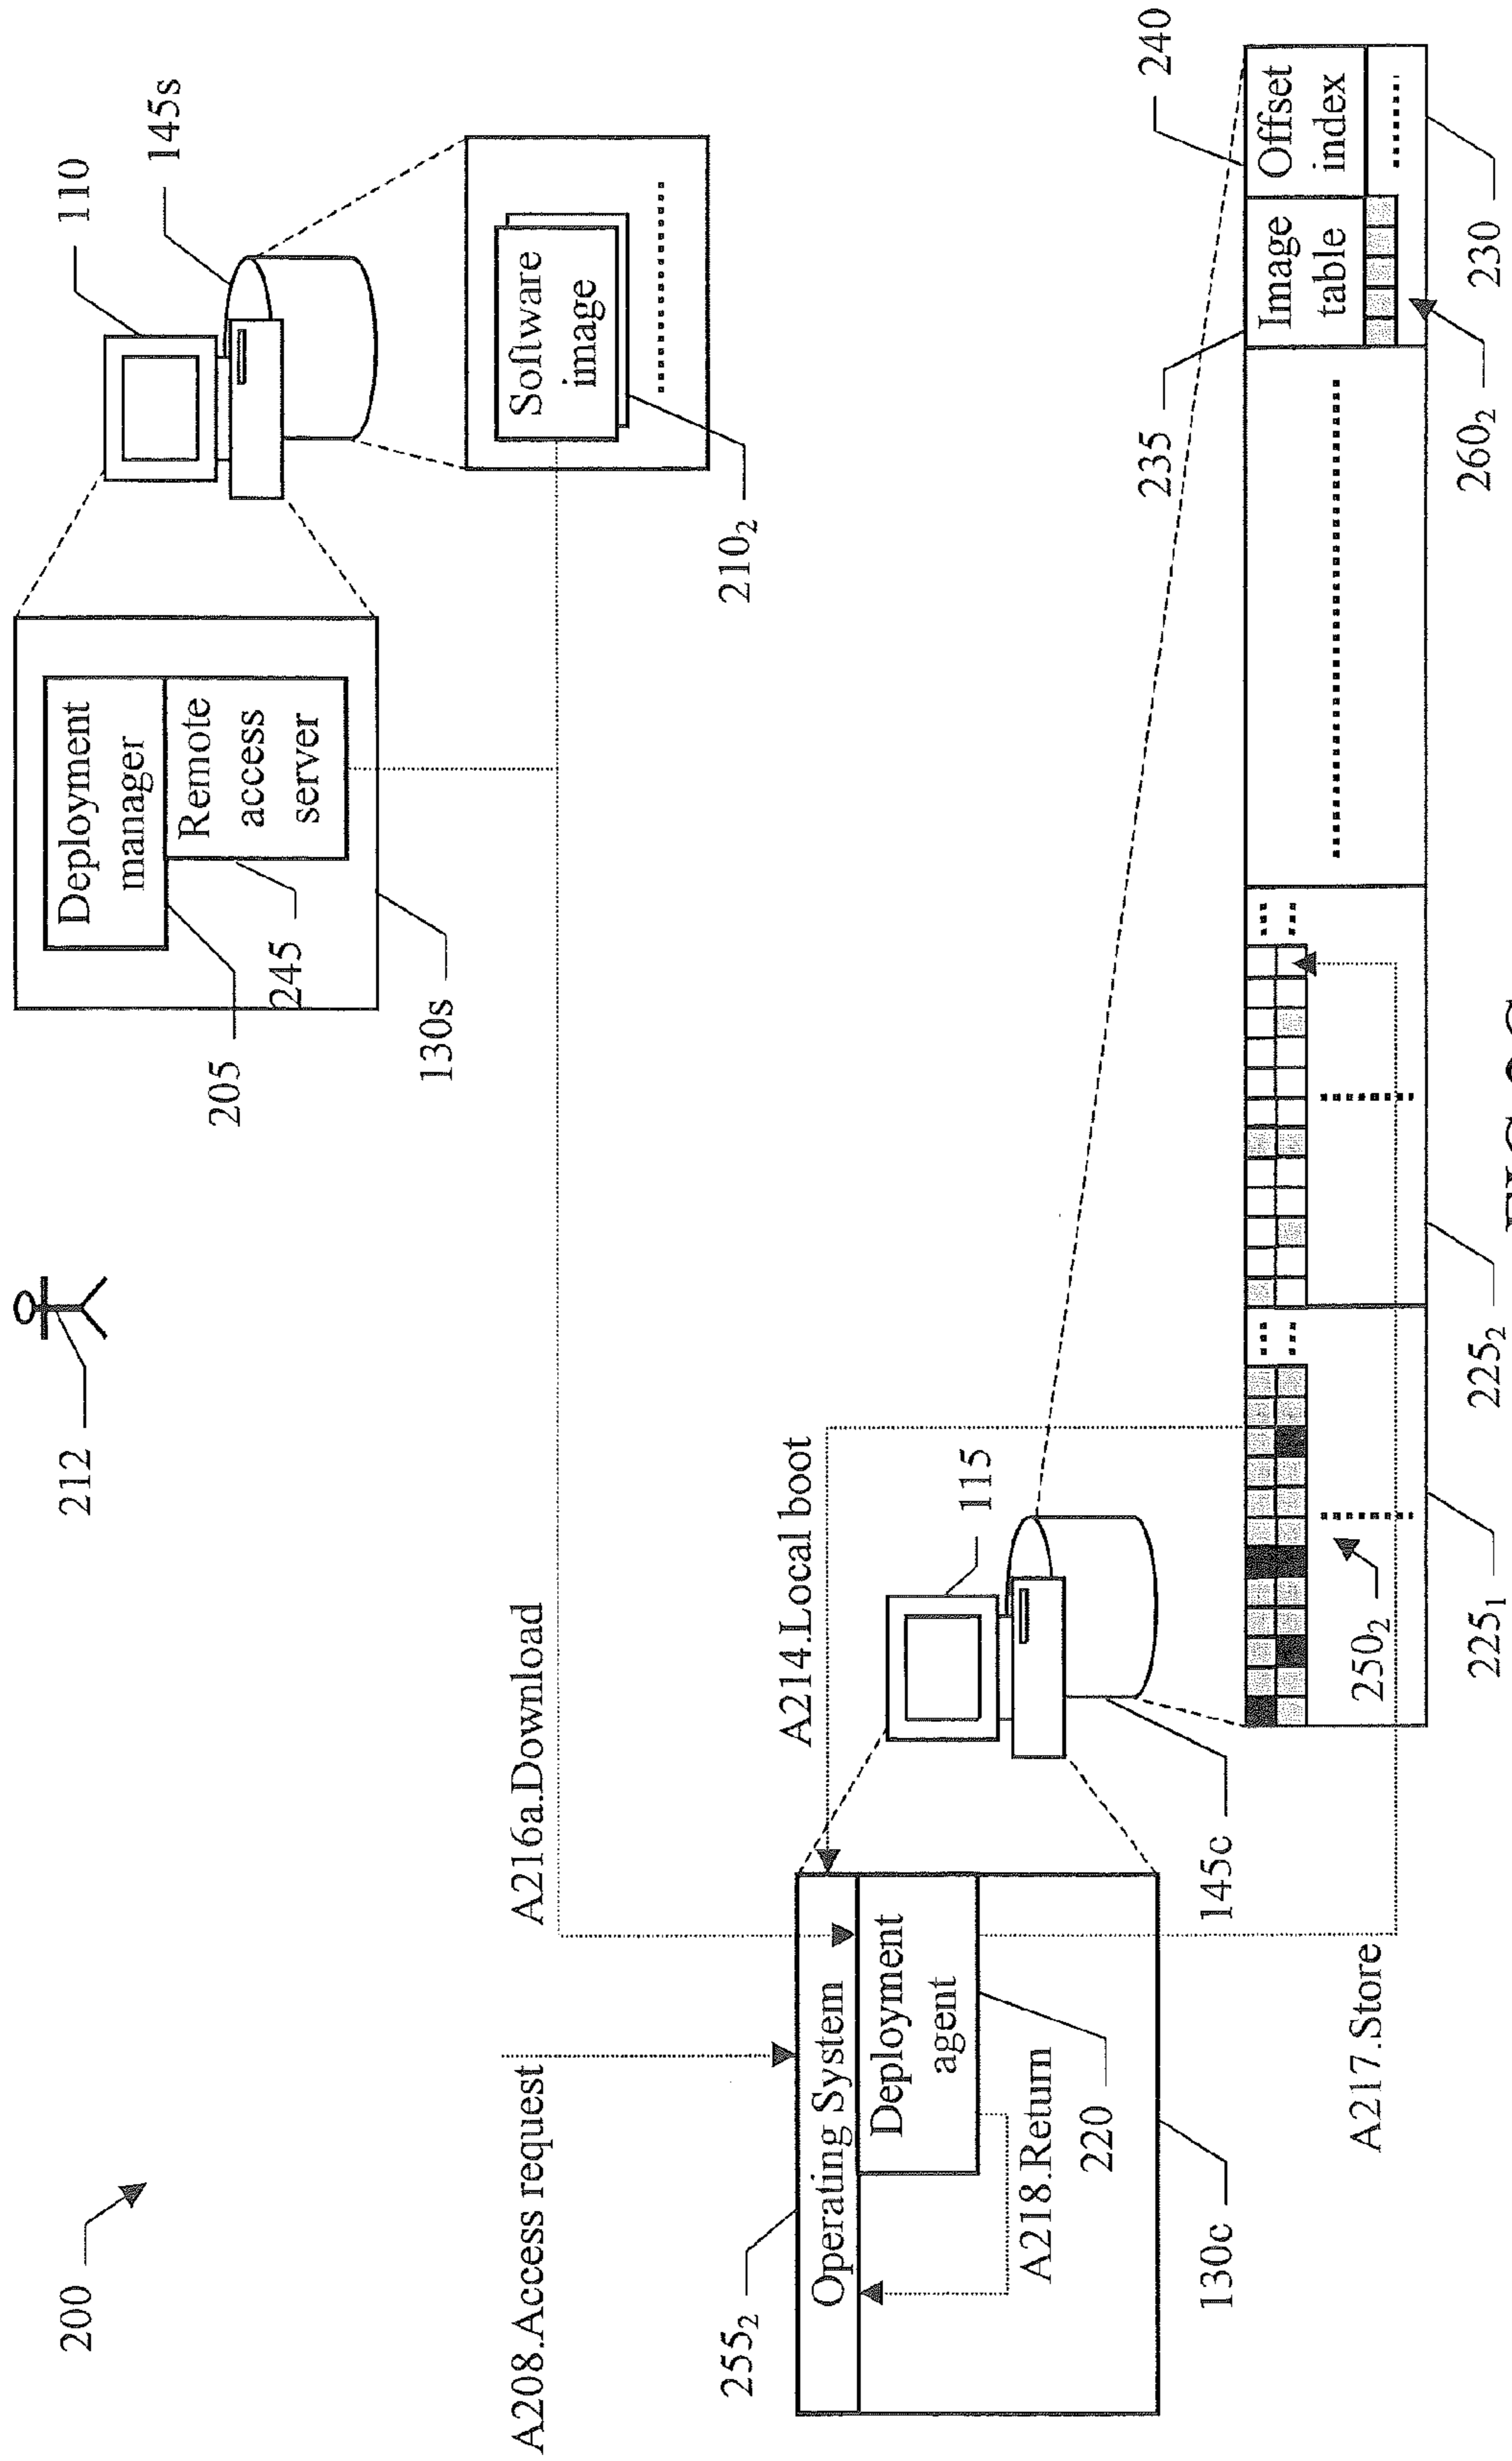 200
212
Deployment
manager
Remote
access
server
110
145s
205
245
130s
Software
image
210₂
A208.Access request
A216a.Download
255₂
Operating System
Deployment
agent
A214.Local boot
115
A218.Return
220
130c
145c
A217.Store
235
240
Image
table
Offset
index
250₂
225₁
225₂
260₂
230